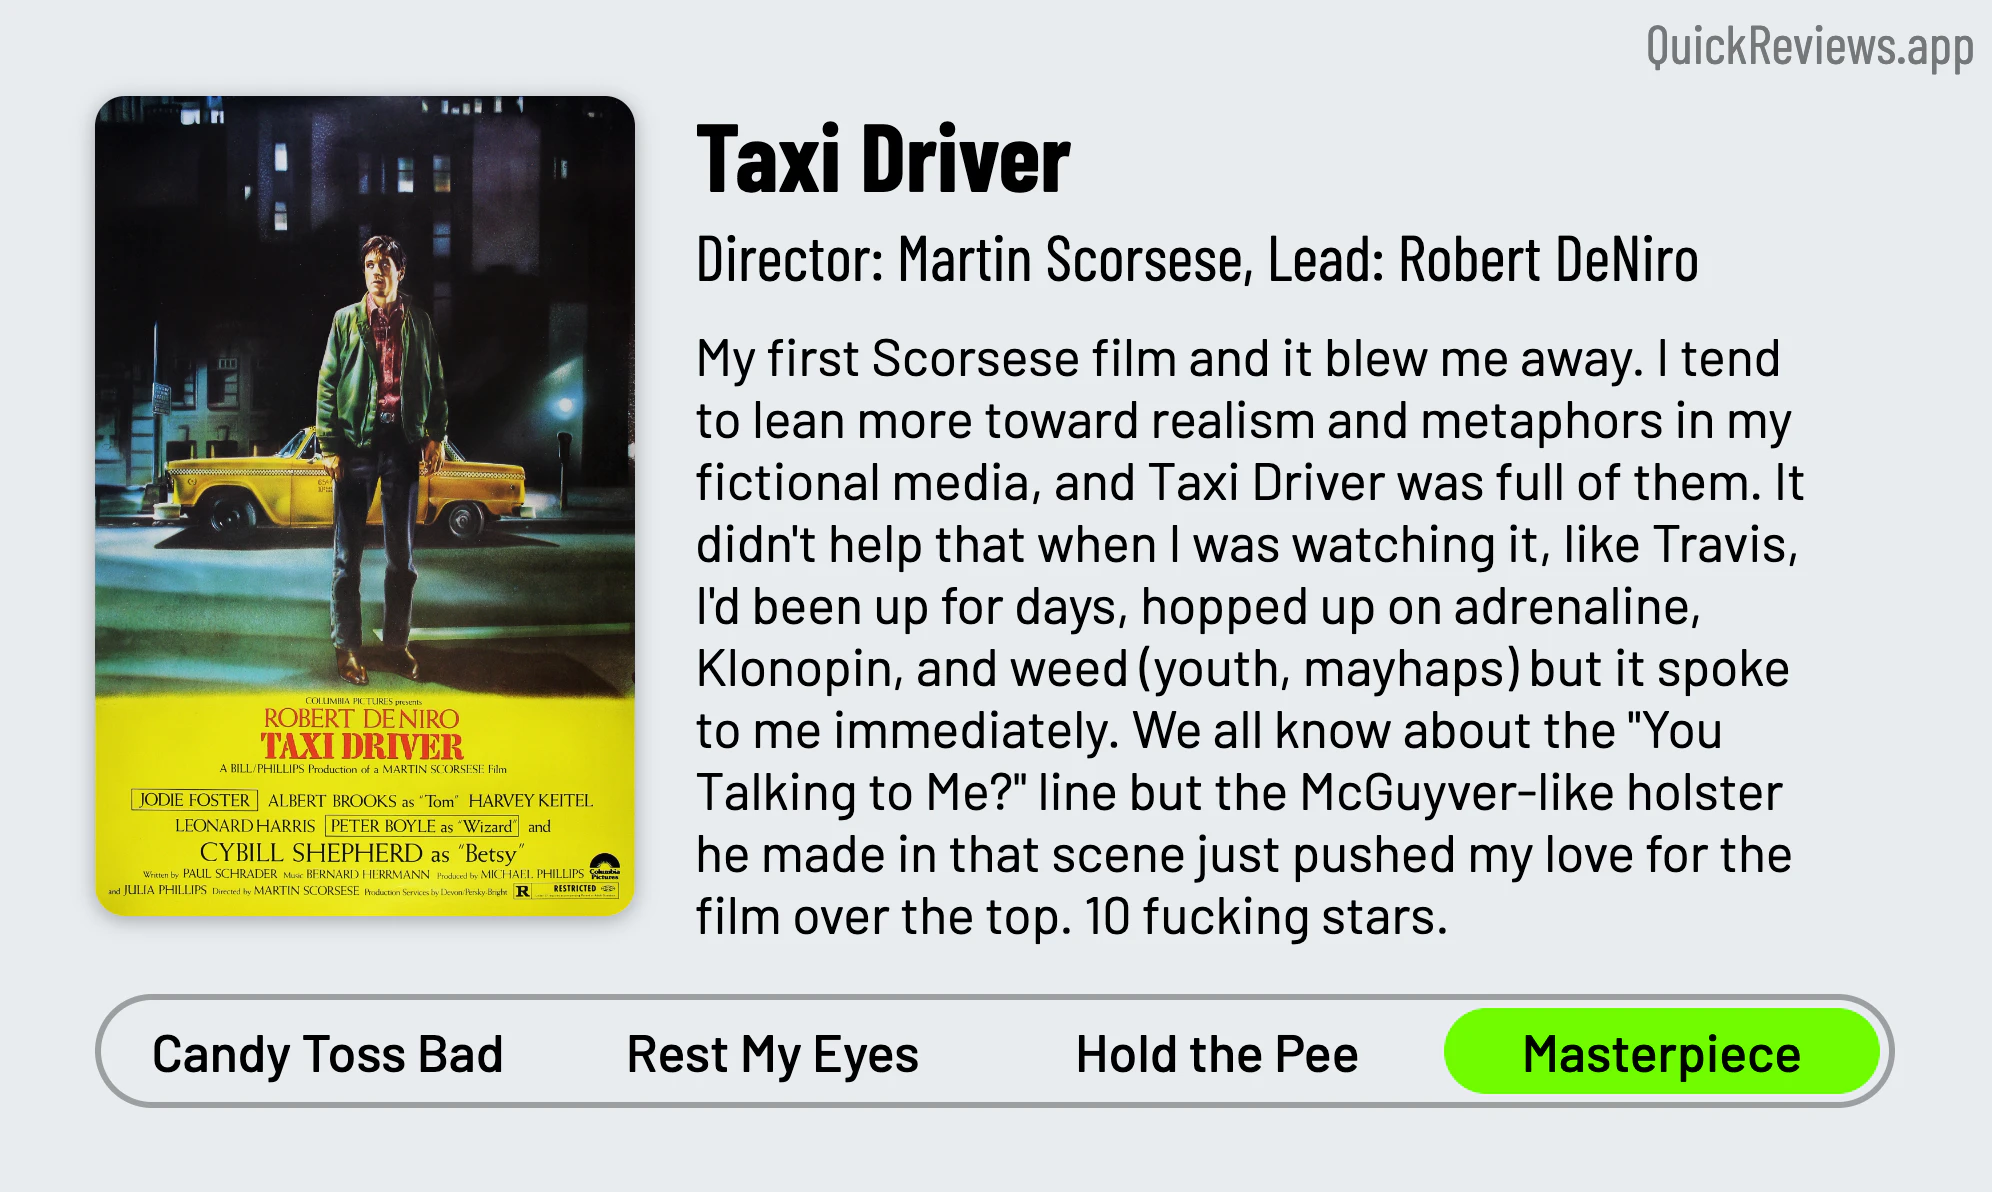 QuickReviews.app
Taxi Driver
Director: Martin Scorsese, Lead: Robert DeNiro
My first Scorsese film and it blew me away. I tend
to lean more toward realism and metaphors in my
fictional media, and Taxi Driver was full of them. It
didn't help that when I was watching it, like Travis,
I'd been up for days, hopped up on adrenaline,
Klonopin, and weed (youth, mayhaps) but it spoke
to me immediately. We all know about the "You
Talking to Me?" line but the McGuyver-like holster
he made in that scene just pushed my love for the
film over the top. 10 fucking stars.
COLUMBIA PICTURES presents
ROBERT DE NIRO
TAXI DRIVER
A BILL/PHILLIPS Production of a MARTIN SCORSESE Film
JODIE FOSTER ALBERT BROOKS as "Tom" HARVEY KEITEL
LEONARD HARRIS PETER BOYLE as "Wizard" and
CYBILL SHEPHERD as "Betsy"
Written by PAUL SCHRADER Music BERNARD HERRMANN Produced by MICHAEL PHILLIPS
and JULIA PHILLIPS Directed by MARTIN SCORSESE Production Services by Devon/Persky-Bright
Columbia
Pictures
R RESTRICTED
Candy Toss Bad Rest My Eyes Hold the Pee Masterpiece